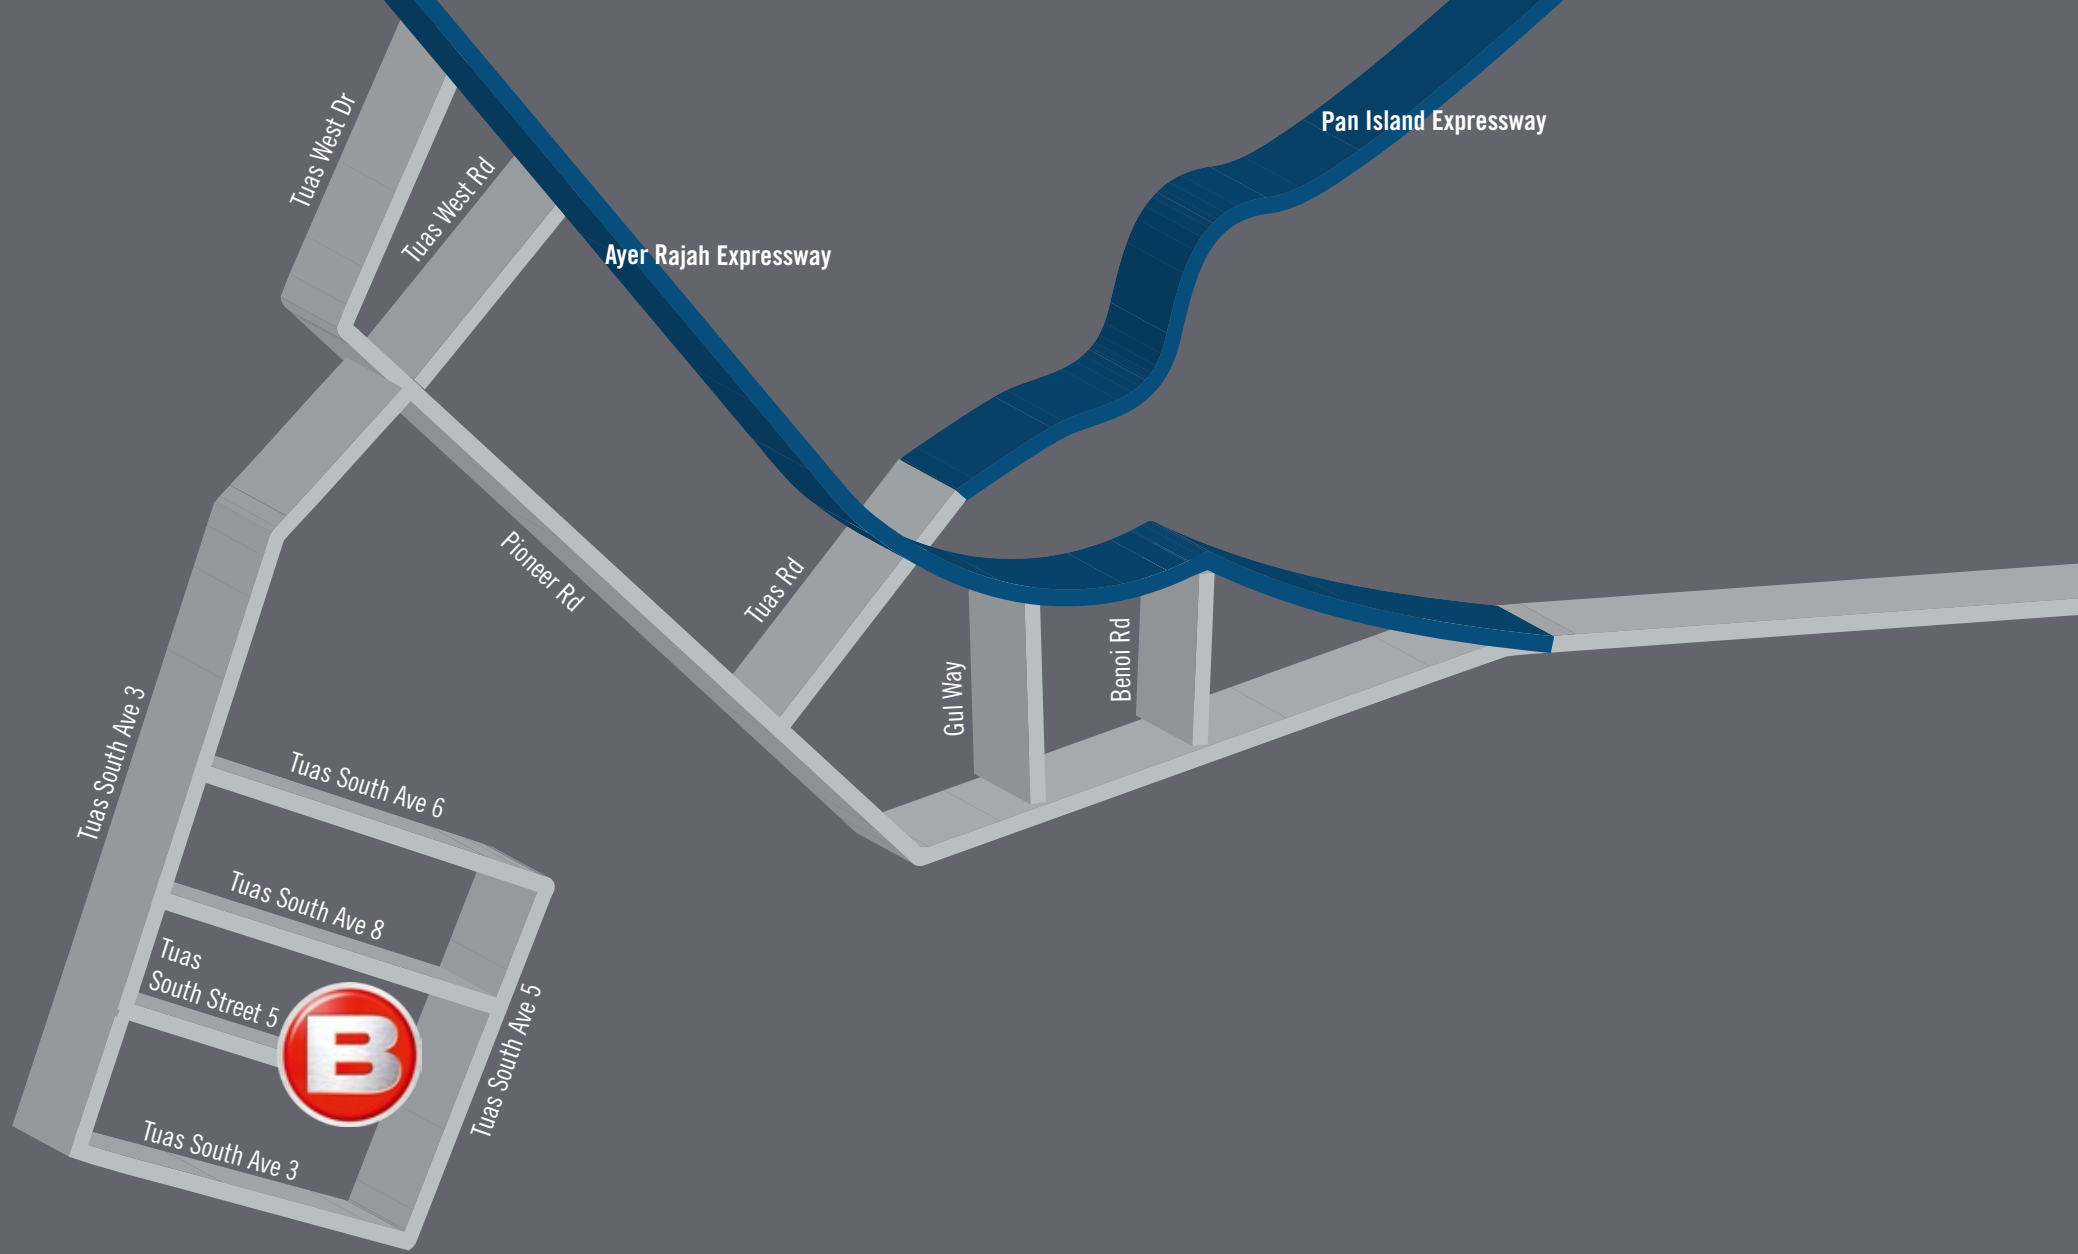 Pan Island Expressway
Tuas West Dr
Tuas West Rd
Ayer Rajah Expressway
Pioneer Rd
Tuas Rd
Gul Way
Benoi Rd
Tuas South Ave 3
Tuas South Ave 6
Tuas South Ave 8
Tuas
South Street 5
B
Tuas South Ave 5
Tuas South Ave 3